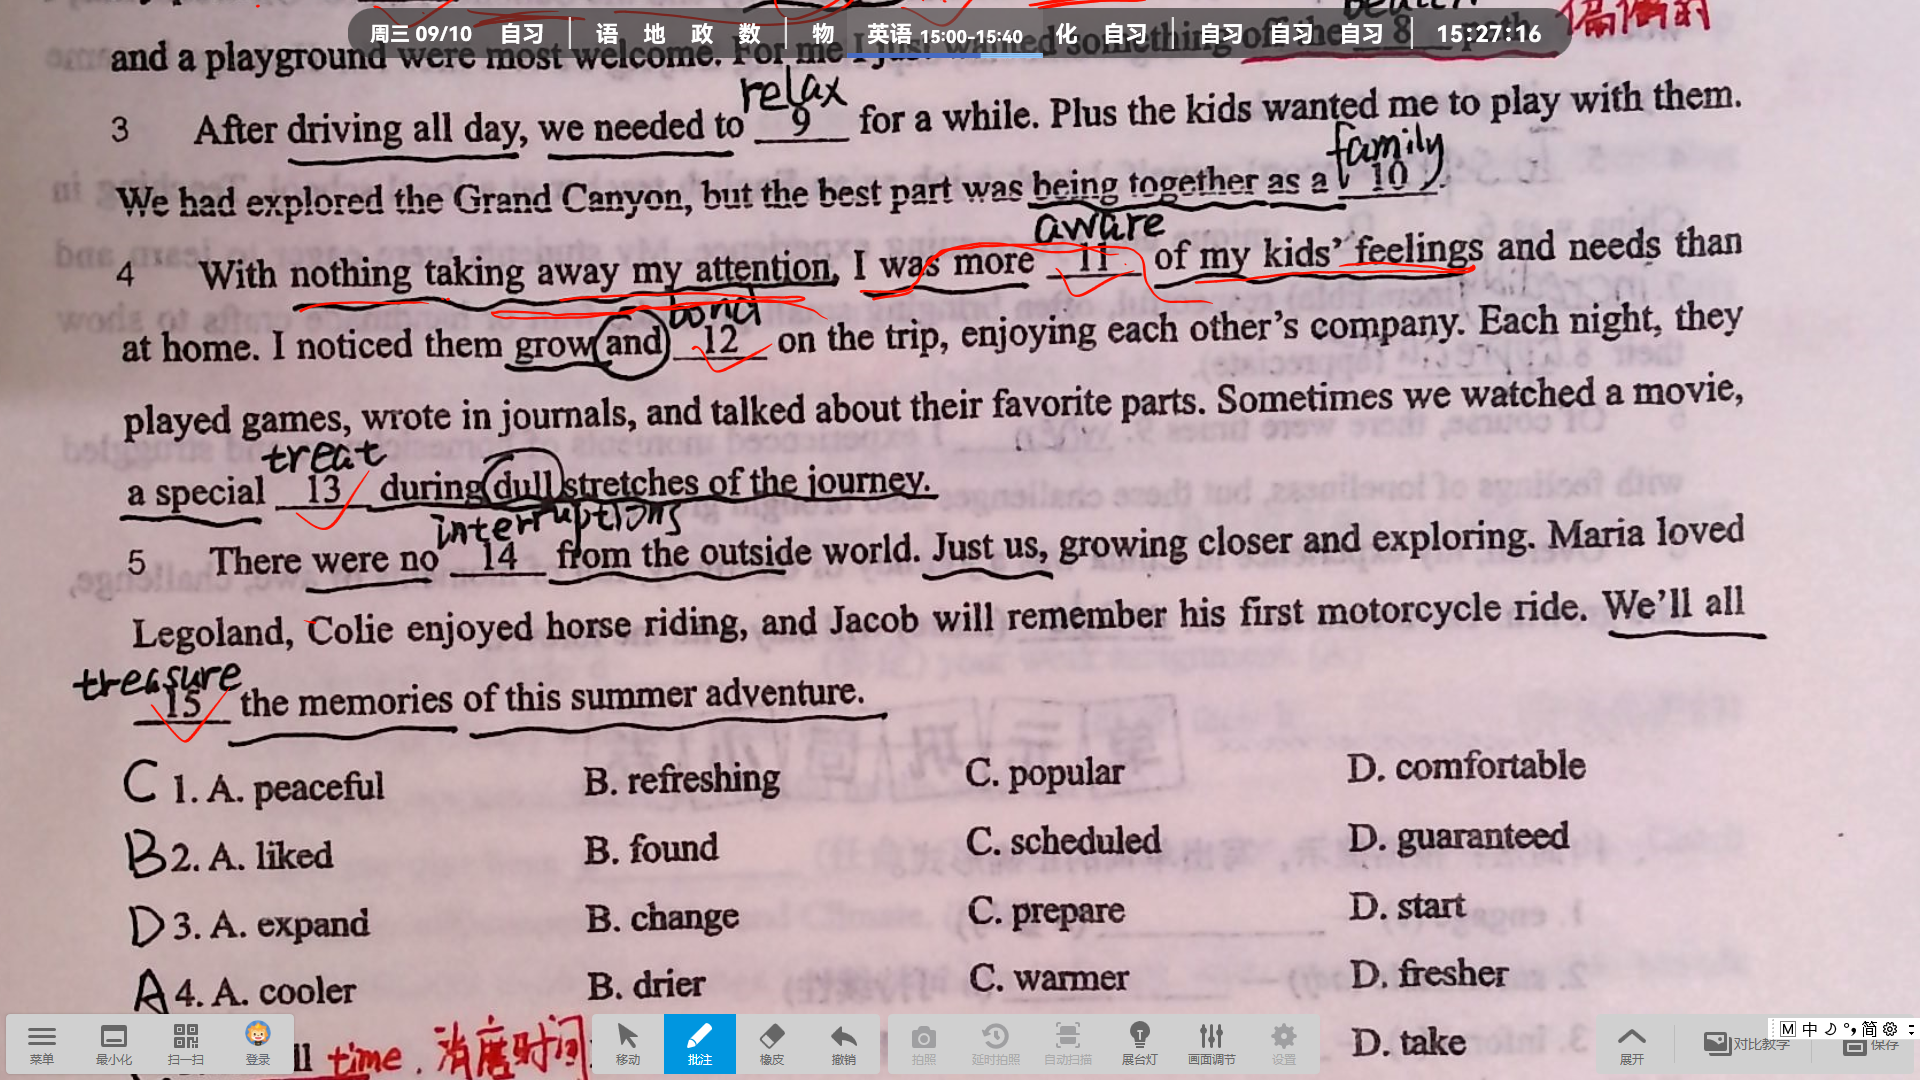 周三 09/10 自习 语 地 政 数 物 英语 15:00-15:40 化 自习 自习 自习 自习 15:27:16
偏僻的
and a playground were most welcome. For me I just wanted something off the 8 path
relax
3 After driving all day, we needed to 9 for a while. Plus the kids wanted me to play with them.
family
We had explored the Grand Canyon, but the best part was being together as a 10.
aware
4 With nothing taking away my attention, I was more 11 of my kids' feelings and needs than
bond
at home. I noticed them grow and 12 on the trip, enjoying each other's company. Each night, they
played games, wrote in journals, and talked about their favorite parts. Sometimes we watched a movie,
treat
a special 13 during dull stretches of the journey.
interruptions
5 There were no 14 from the outside world. Just us, growing closer and exploring. Maria loved
Legoland, Colie enjoyed horse riding, and Jacob will remember his first motorcycle ride. We'll all
treasure
15 the memories of this summer adventure.
C 1. A. peaceful B. refreshing C. popular D. comfortable
B 2. A. liked B. found C. scheduled D. guaranteed
D 3. A. expand B. change C. prepare D. start
A 4. A. cooler B. drier C. warmer D. fresher
time. 消磨时间 D. take
菜单 最小化 扫一扫 登录 移动 批注 橡皮 撤销 拍照 延时拍照 自动扫描 展台灯 画面调节 设置 展开 对比教学 保存
M 中 简